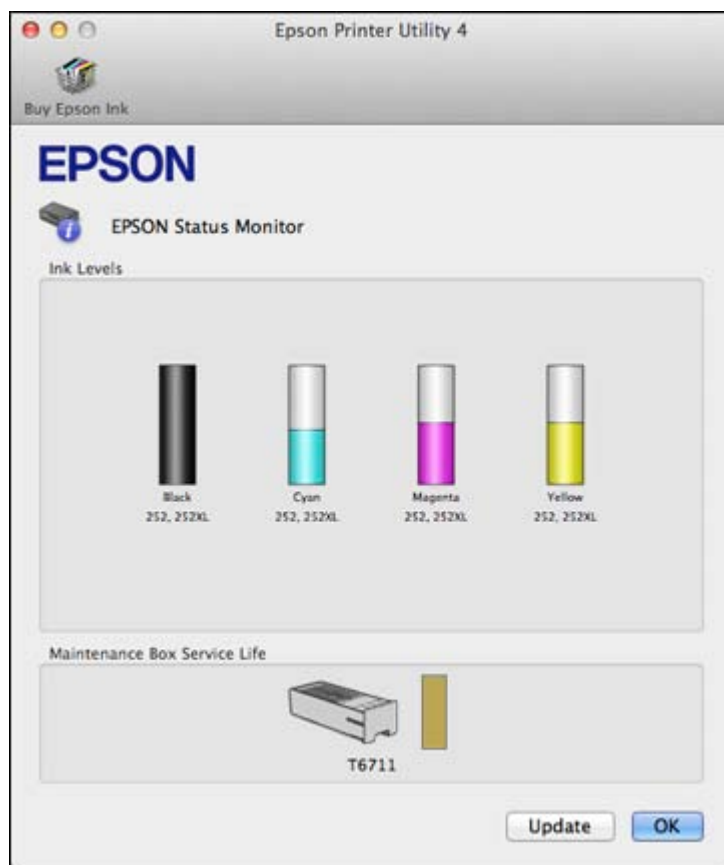 Epson Printer Utility 4
Buy Epson Ink
EPSON
i
EPSON Status Monitor
Ink Levels
Black
252, 252XL
Cyan
252, 252XL
Magenta
252, 252XL
Yellow
252, 252XL
Maintenance Box Service Life
T6711
Update
OK